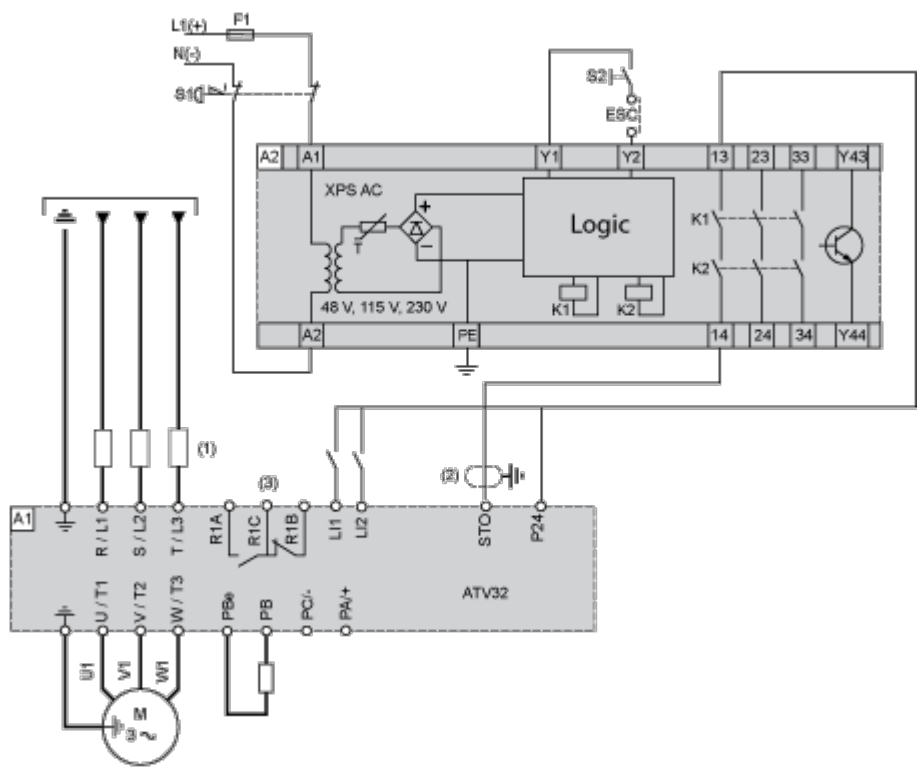 L1(+) F1
N(-)
S1
S2
ES
A2 A1 Y1 Y2 13 23 33 Y43
XPS AC
T
+
−
Logic
K1
K2
48 V, 115 V, 230 V
K1 K2
A2 PE 14 24 34 Y44
(1)
(2)
(3)
A1
R / L1 S / L2 T / L3 R1A R1C R1B LI1 LI2 STO P24
ATV32
U / T1 V / T2 W / T3 PBe PB PC/- PA/+
U1 V1 W1
M
3 ~